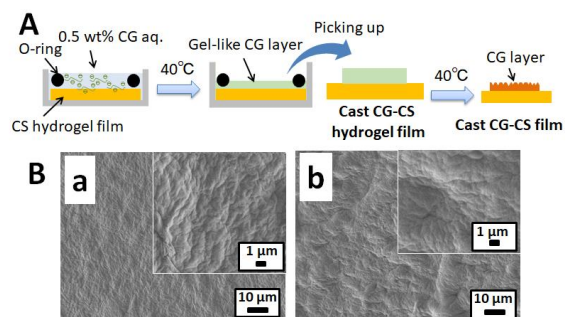 A
O-ring
0.5 wt% CG aq.
CS hydrogel film
40°C
Gel-like CG layer
Picking up
Cast CG-CS
hydrogel film
40°C
CG layer
Cast CG-CS film
B
a
1 μm
10 μm
b
1 μm
10 μm